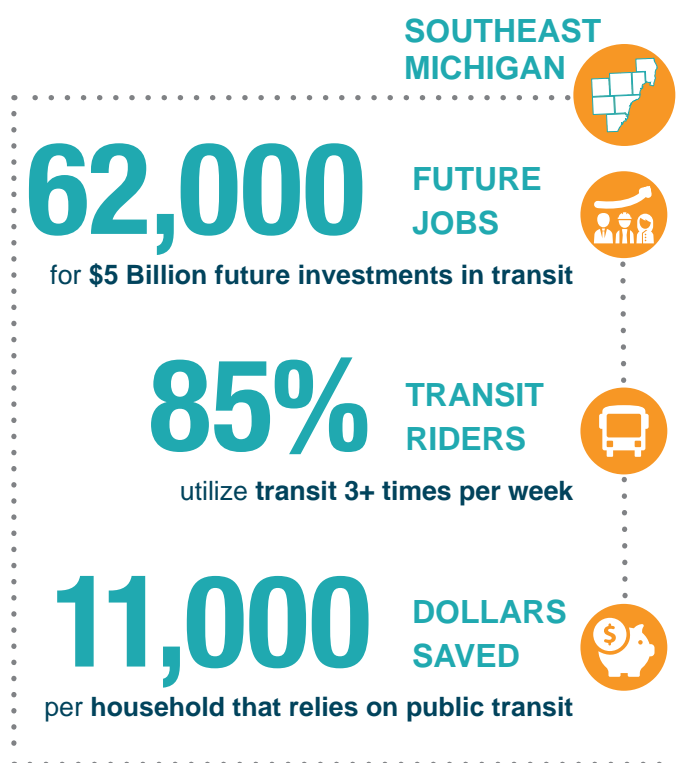 SOUTHEAST
MICHIGAN
62,000 FUTURE
JOBS
for $5 Billion future investments in transit
85% TRANSIT
RIDERS
utilize transit 3+ times per week
11,000 DOLLARS
SAVED
per household that relies on public transit
$